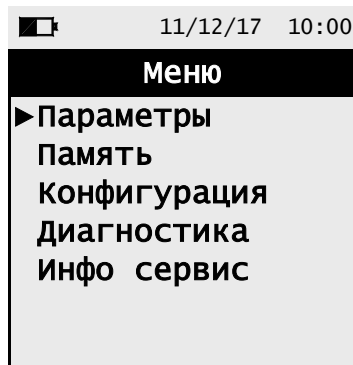 11/12/17 10:00
Меню
Параметры
Память
Конфигурация
Диагностика
Инфо сервис